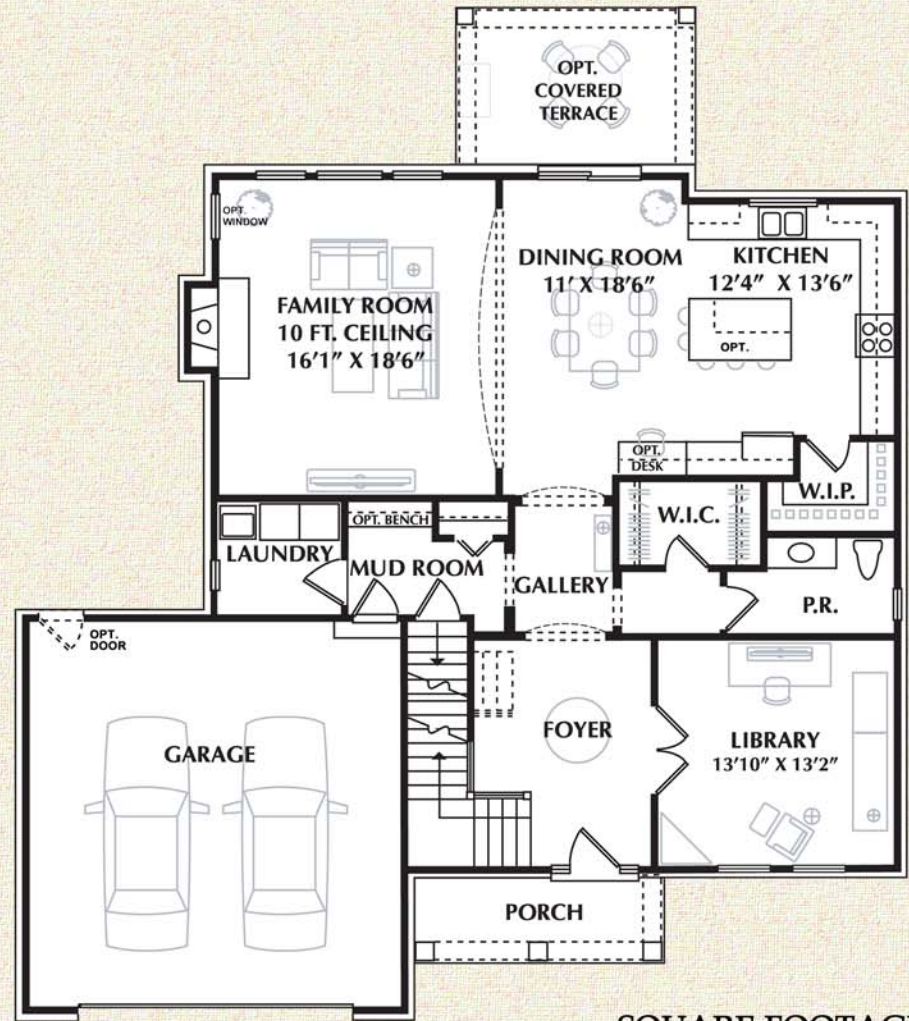 OPT.
COVERED
TERRACE
OPT.
WINDOW
FAMILY ROOM
10 FT. CEILING
16'1" X 18'6"
DINING ROOM
11' X 18'6"
KITCHEN
12'4" X 13'6"
OPT.
OPT.
DESK
W.I.P.
W.I.C.
LAUNDRY
OPT. BENCH
MUD ROOM
GALLERY
P.R.
OPT.
DOOR
GARAGE
FOYER
LIBRARY
13'10" X 13'2"
PORCH